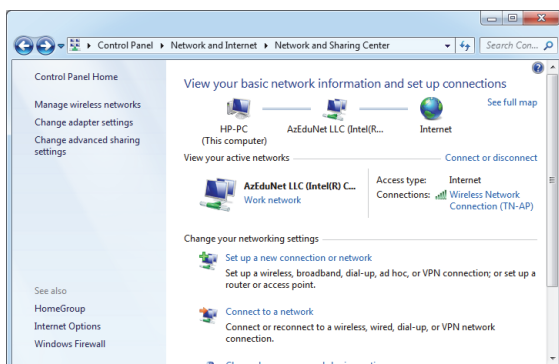 Control Panel ▸ Network and Internet ▸ Network and Sharing Center
Search Con...
Control Panel Home
Manage wireless networks
Change adapter settings
Change advanced sharing
settings
See also
HomeGroup
Internet Options
Windows Firewall
View your basic network information and set up connections
See full map
HP-PC
(This computer)
AzEduNet LLC (Intel(R...
Internet
View your active networks
Connect or disconnect
AzEduNet LLC (Intel(R) C...
Work network
Access type: Internet
Connections: Wireless Network
Connection (TN-AP)
Change your networking settings
Set up a new connection or network
Set up a wireless, broadband, dial-up, ad hoc, or VPN connection; or set up a
router or access point.
Connect to a network
Connect or reconnect to a wireless, wired, dial-up, or VPN network
connection.